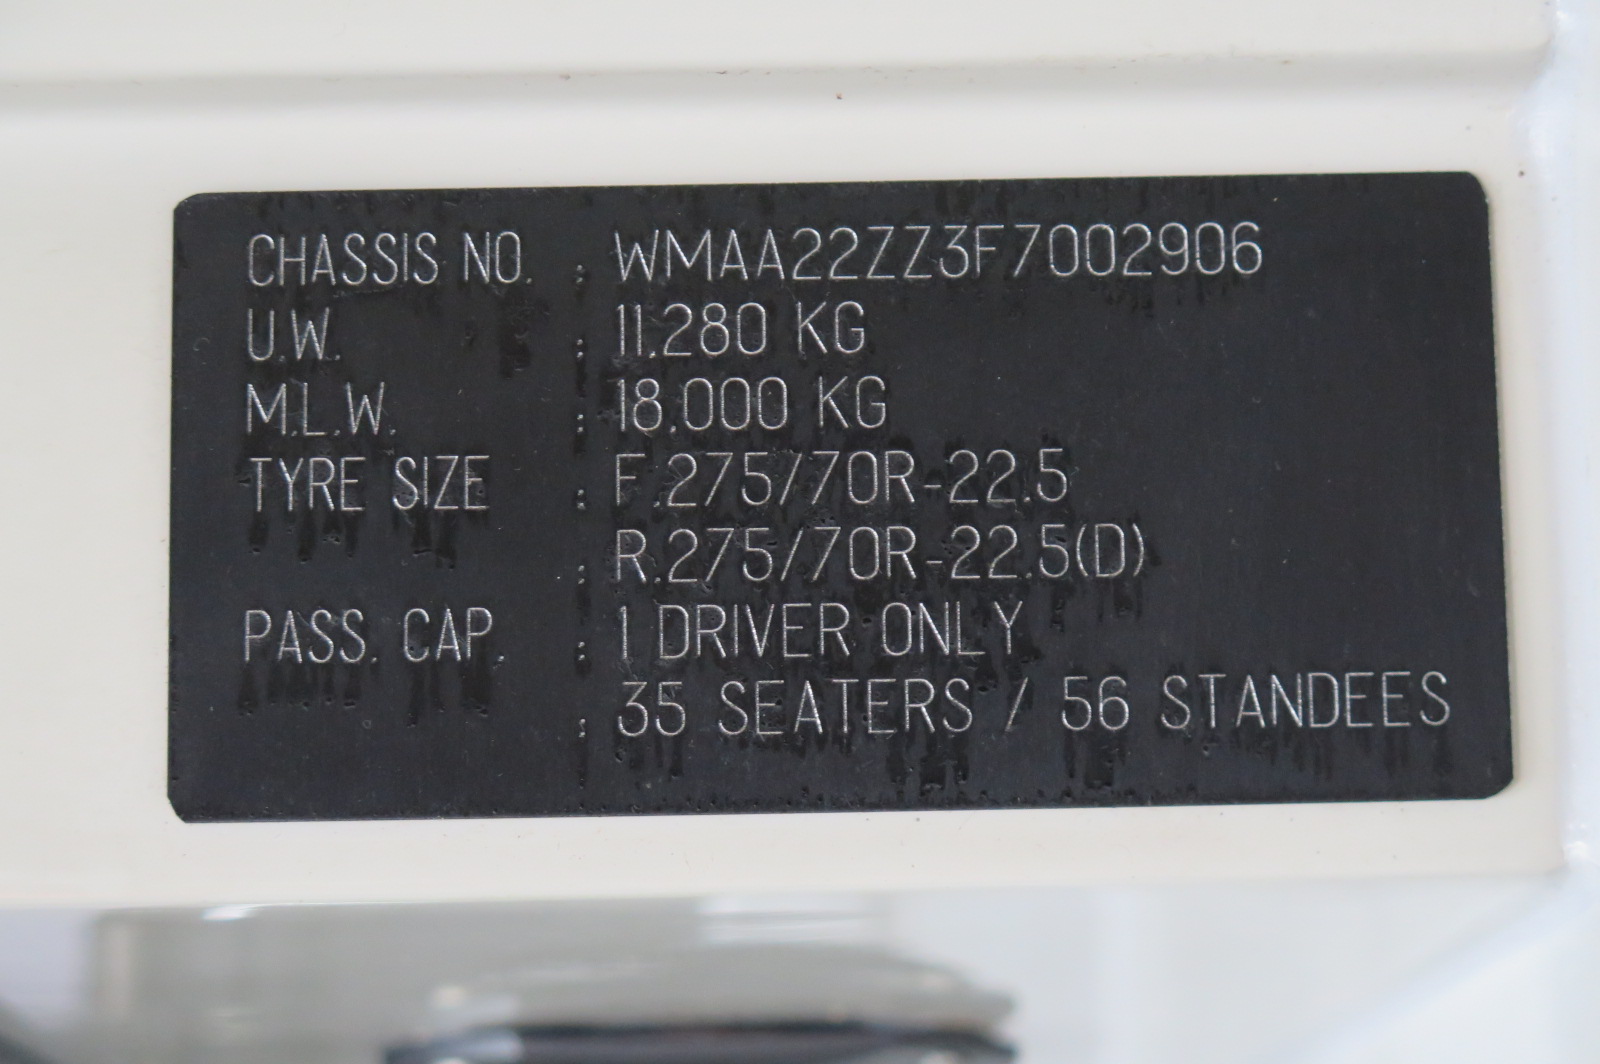 CHASSIS NO. : WMAA22ZZ3F7002906
U.W. : 11.280 KG
M.L.W. : 18.000 KG
TYRE SIZE : F.275/70R-22.5
: R.275/70R-22.5(D)
PASS. CAP. : 1 DRIVER ONLY
: 35 SEATERS / 56 STANDEES